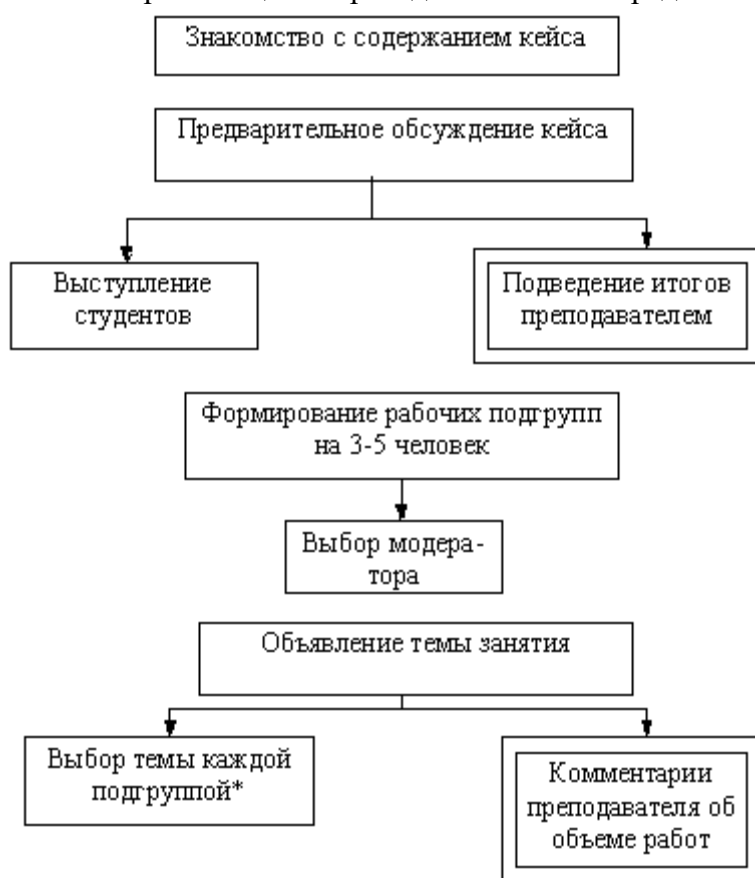 Знакомство с содержанием кейса
Предварительное обсуждение кейса
Выступление
студентов
Подведение итогов
преподавателем
Формирование рабочих подгрупп
на 3-5 человек
Выбор модера-
тора
Объявление темы занятия
Выбор темы каждой
подгруппой*
Комментарии
преподавателя об
объеме работ